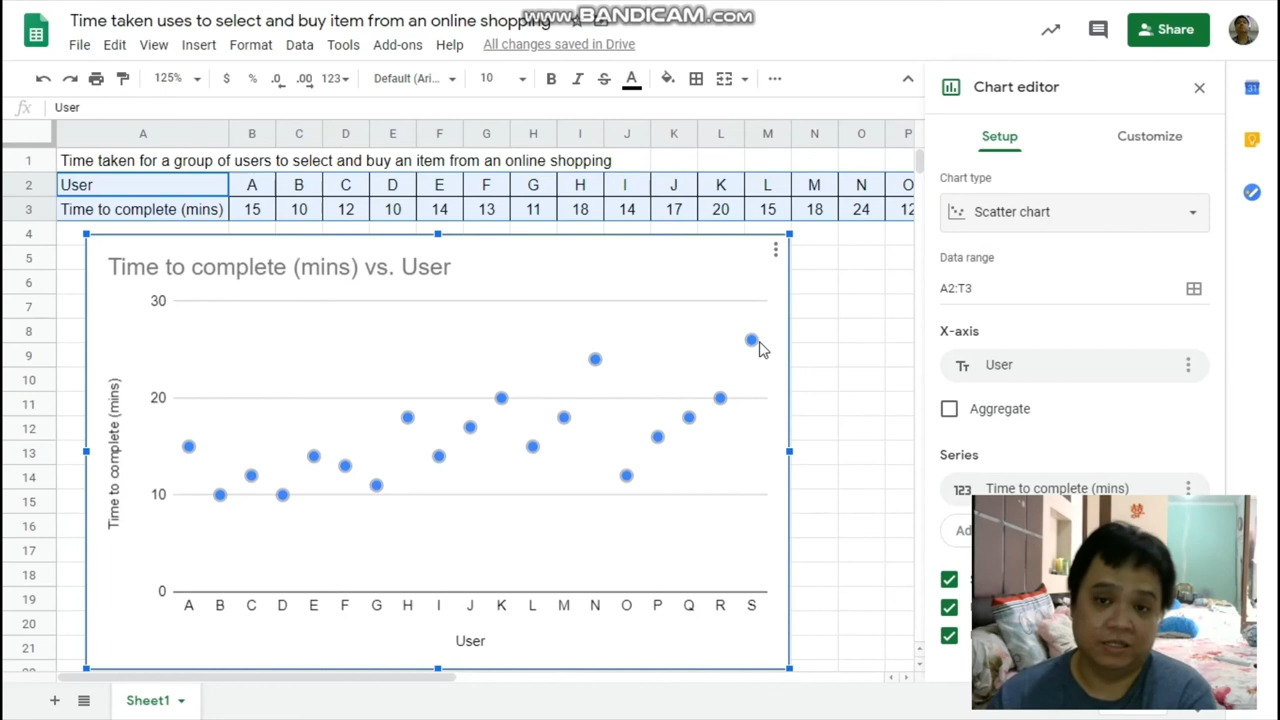 Time taken uses to select and buy item from an online shopping
www.BANDICAM.com
File Edit View Insert Format Data Tools Add-ons Help All changes saved in Drive
Share
125% $ % .0 .00 123 Default (Ari... 10 B I S A
fx User
A B C D E F G H I J K L M N O P
1 Time taken for a group of users to select and buy an item from an online shopping
2 User A B C D E F G H I J K L M N O
3 Time to complete (mins) 15 10 12 10 14 13 11 18 14 17 20 15 18 24 12
4
5
6
7
8
9
10
11
12
13
14
15
16
17
18
19
20
21
Time to complete (mins) vs. User
Time to complete (mins)
30
20
10
0
A B C D E F G H I J K L M N O P Q R S
User
Sheet1
Chart editor
Setup Customize
Chart type
Scatter chart
Data range
A2:T3
X-axis
Tт User
Aggregate
Series
123 Time to complete (mins)
Ad
31